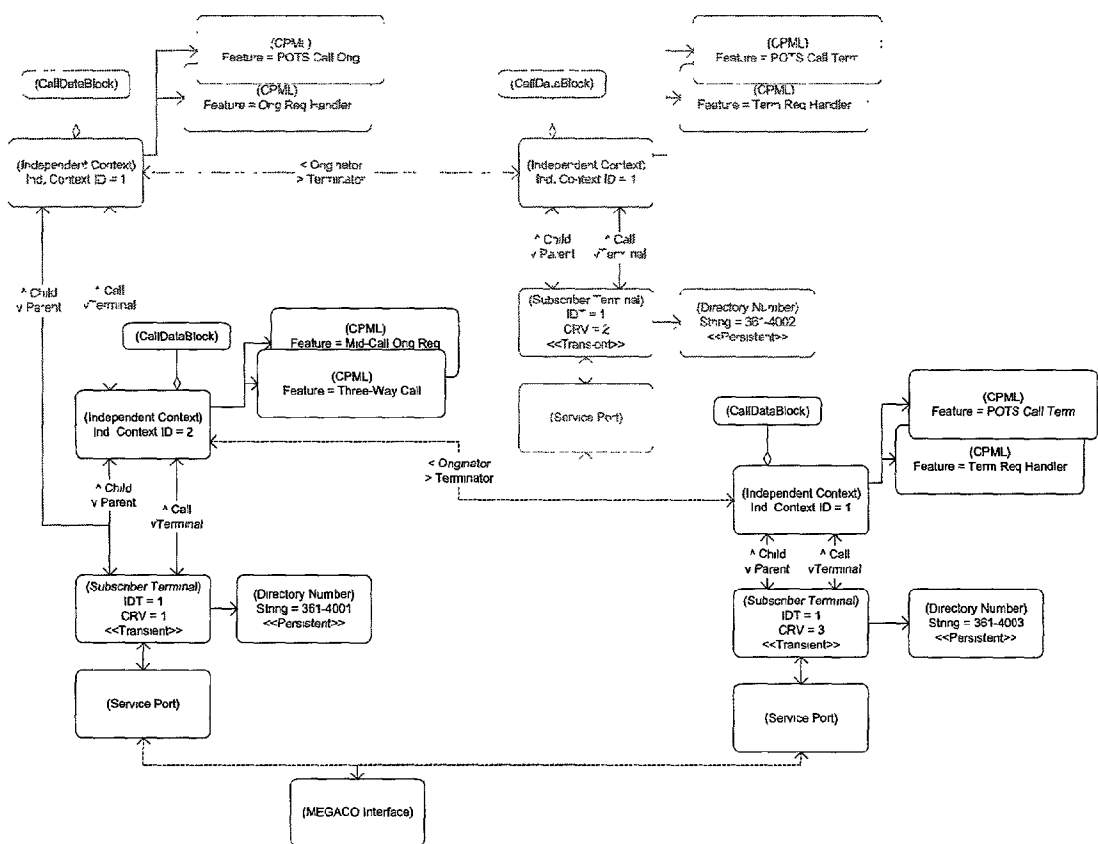 (CPML)
Feature = POTS Call Ong
(CallDataBlock)
(CPML)
Feature = Ong Req Handler
(CPML)
Feature = POTS Call Term
(CallDataBlock)
(CPML)
Feature = Term Req Handler
(Independent Context)
Ind. Context ID = 1
< Originator
> Terminator
(Independent Context)
Ind. Context ID = 1
^ Child
v Parent
^ Call
vTerminal
^ Child
v Parent
^ Call
vTerminal
(Subscriber Terminal)
IDT = 1
CRV = 2
<<Transient>>
(Directory Number)
String = 361-4002
<<Persistent>>
(CallDataBlock)
(CPML)
Feature = Mid-Call Ong Req
(CPML)
Feature = Three-Way Call
(Independent Context)
Ind Context ID = 2
(Service Port)
(CallDataBlock)
(CPML)
Feature = POTS Call Term
(CPML)
Feature = Term Req Handler
< Originator
> Terminator
(Independent Context)
Ind Context ID = 1
^ Child
v Parent
^ Call
vTerminal
^ Child
v Parent
^ Call
vTerminal
(Subscriber Terminal)
IDT = 1
CRV = 1
<<Transient>>
(Directory Number)
String = 361-4001
<<Persistent>>
(Subscriber Terminal)
IDT = 1
CRV = 3
<<Transient>>
(Directory Number)
String = 361-4003
<<Persistent>>
(Service Port)
(Service Port)
(MEGACO Interface)